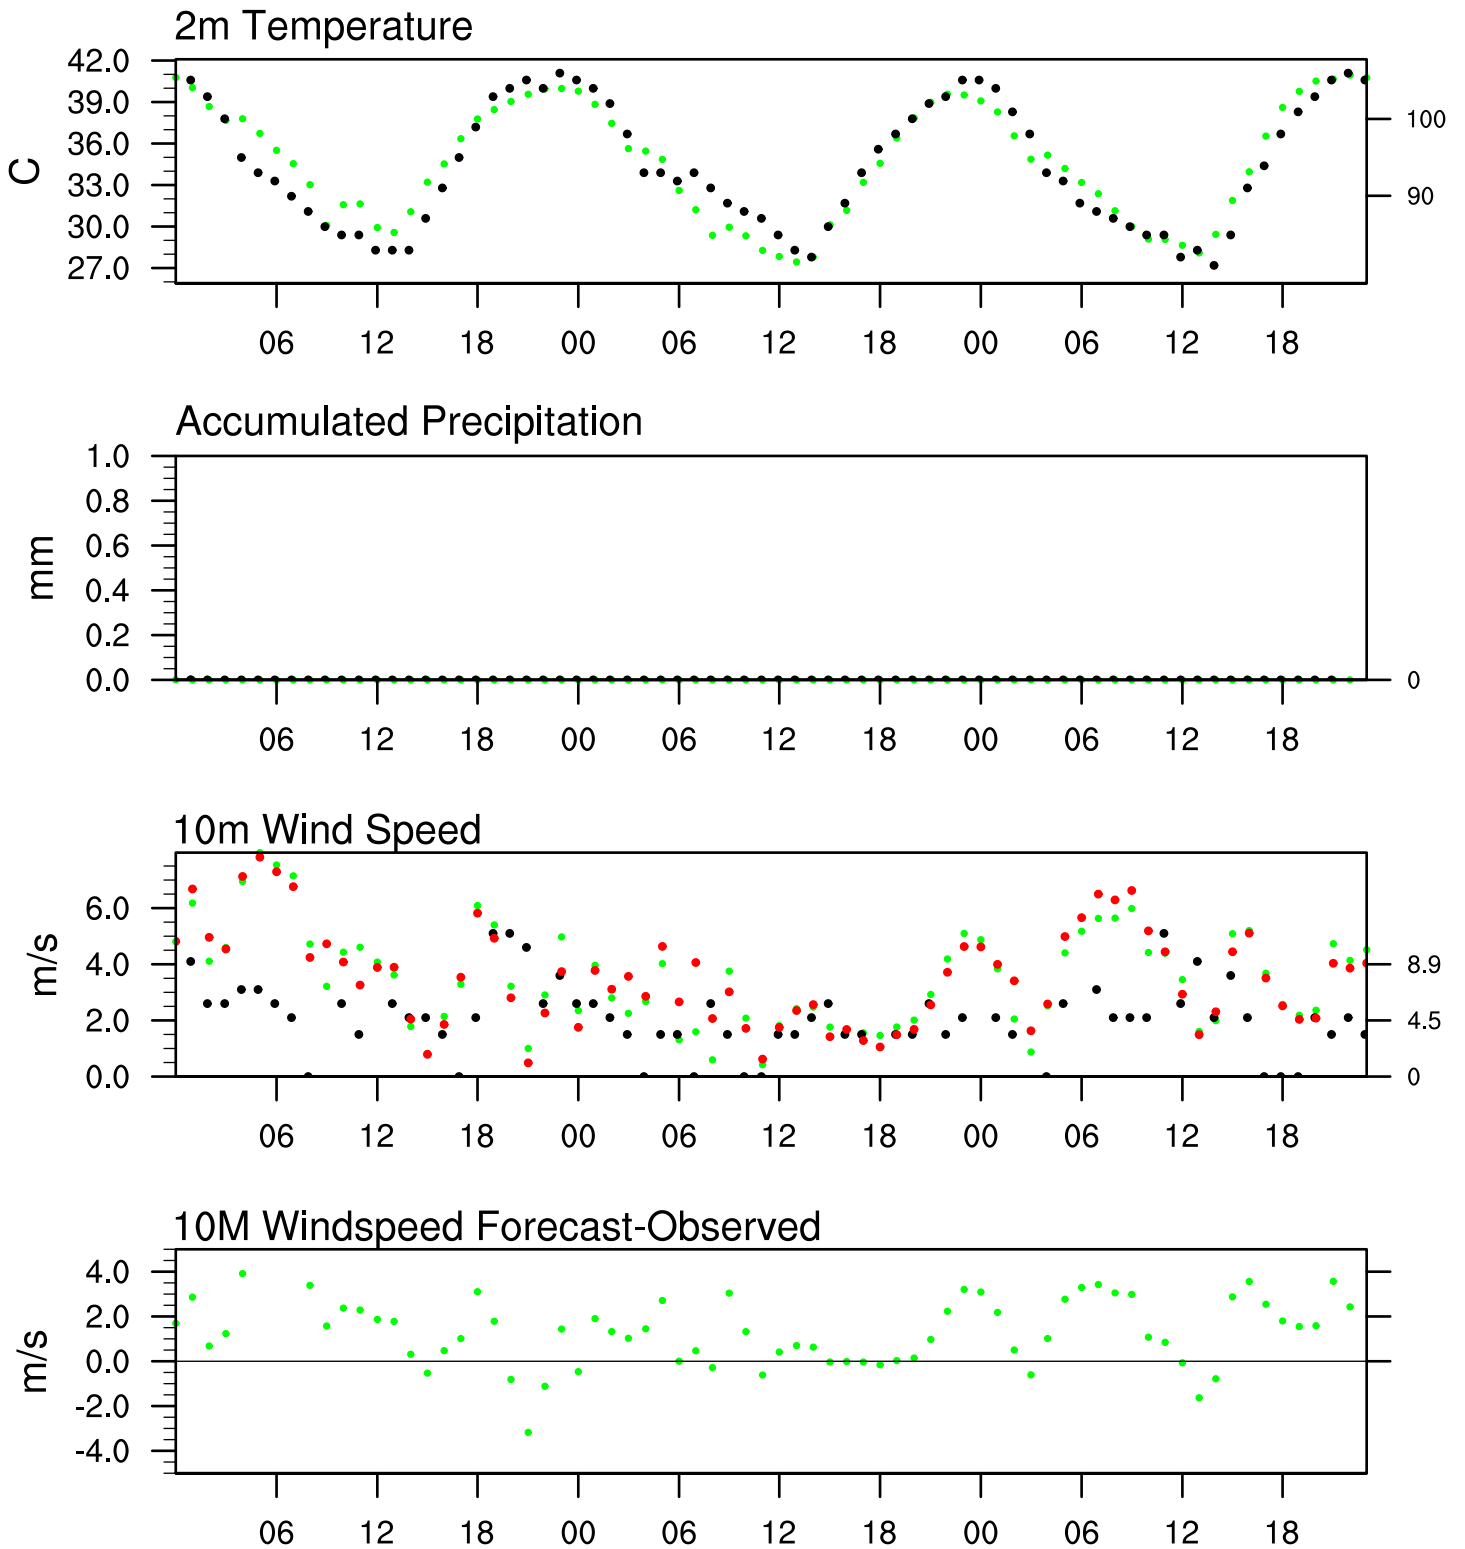 2m Temperature
42.0
39.0
36.0
33.0
30.0
27.0
C
100
90
06 12 18 00 06 12 18 00 06 12 18
Accumulated Precipitation
1.0
0.8
0.6
0.4
0.2
0.0
mm
0
06 12 18 00 06 12 18 00 06 12 18
10m Wind Speed
6.0
4.0
2.0
0.0
m/s
8.9
4.5
0
06 12 18 00 06 12 18 00 06 12 18
10M Windspeed Forecast-Observed
4.0
2.0
0.0
-2.0
-4.0
m/s
06 12 18 00 06 12 18 00 06 12 18